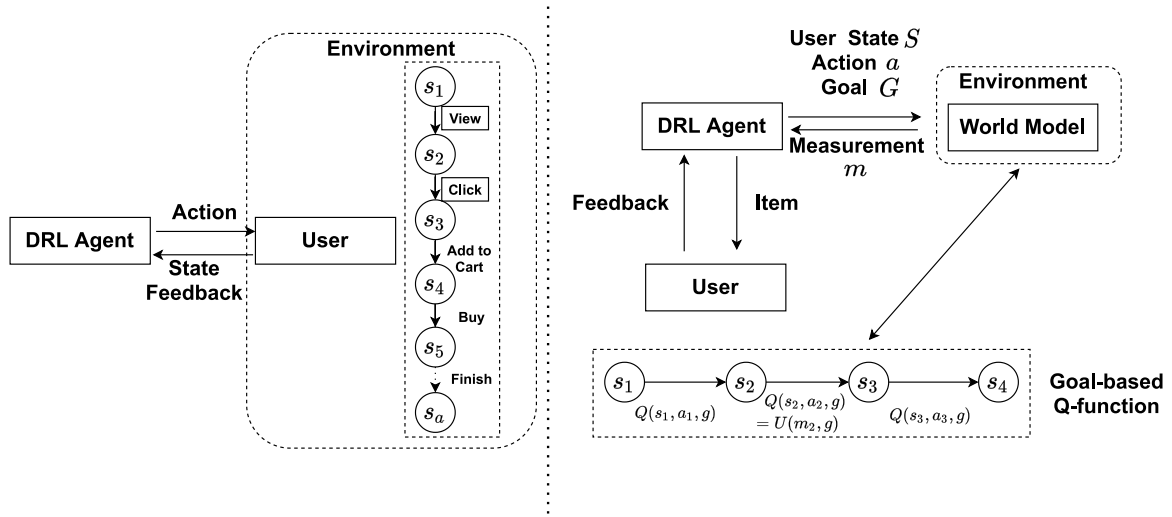 Environment
s₁
View
s₂
Click
s₃
Add to
Cart
s₄
Buy
s₅
Finish
sₐ
DRL Agent
Action
State
Feedback
User
User State S
Action a
Goal G
Environment
DRL Agent
World Model
Measurement
m
Feedback
Item
User
s₁
s₂
s₃
s₄
Q(s₁, a₁, g)
Q(s₂, a₂, g)
= U(m₂, g)
Q(s₃, a₃, g)
Goal-based
Q-function